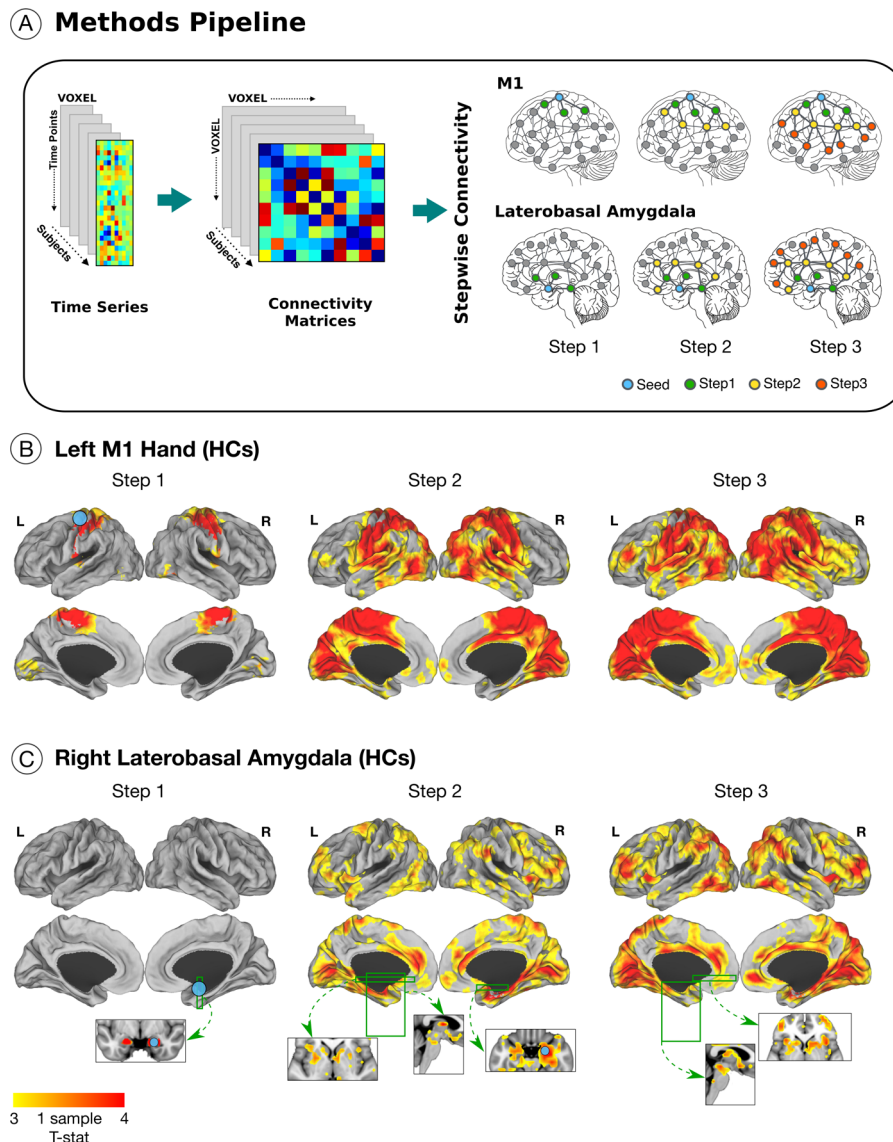 A Methods Pipeline
VOXEL
Time Points
Subjects
Time Series
VOXEL
VOXEL
Subjects
Connectivity
Matrices
Stepwise Connectivity
M1
Laterobasal Amygdala
Step 1 Step 2 Step 3
Seed Step1 Step2 Step3
B Left M1 Hand (HCs)
Step 1 Step 2 Step 3
L R L R L R
C Right Laterobasal Amygdala (HCs)
Step 1 Step 2 Step 3
L R L R L R
3 1 sample 4
T-stat